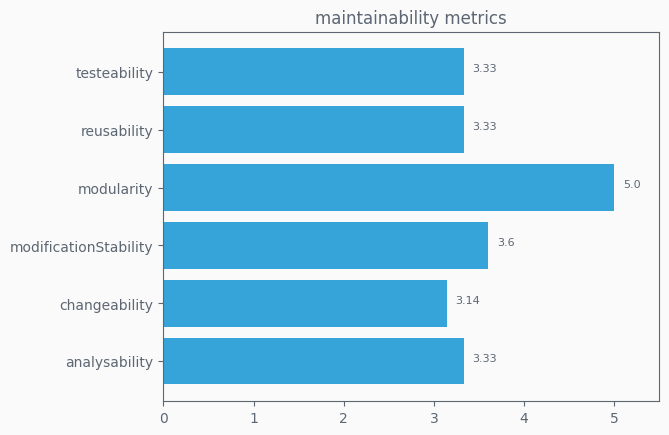 maintainability metrics
testeability
3.33
reusability
3.33
modularity
5.0
modificationStability
3.6
changeability
3.14
analysability
3.33
0 1 2 3 4 5